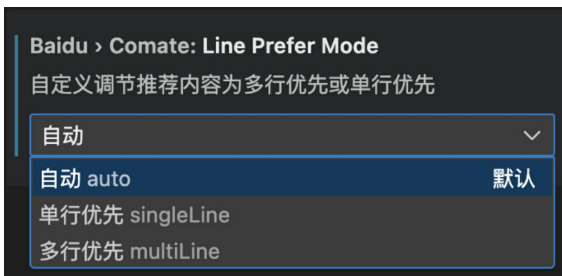 Baidu › Comate: Line Prefer Mode
自定义调节推荐内容为多行优先或单行优先
自动
自动 auto 默认
单行优先 singleLine
多行优先 multiLine